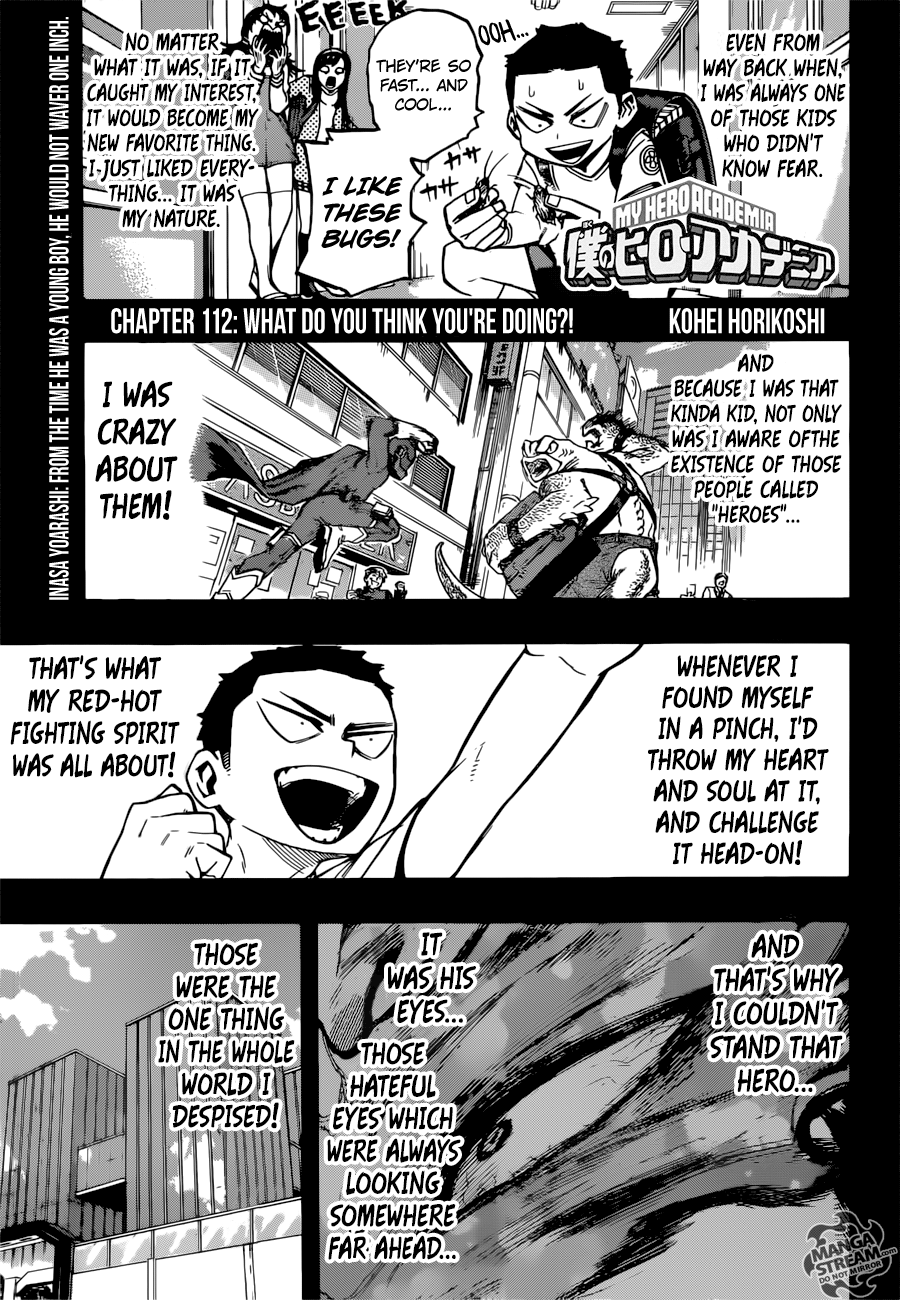 INASA YOARASHI: FROM THE TIME HE WAS A YOUNG BOY, HE WOULD NOT WAVER ONE INCH.
EVEN FROM
WAY BACK WHEN,
I WAS ALWAYS ONE
OF THOSE KIDS
WHO DIDN'T
KNOW FEAR.
OOH...
THEY'RE SO
FAST... AND
COOL...
カサ
カサ
I LIKE
THESE
BUGS!
EEEEK
NO MATTER
WHAT IT WAS, IF IT
CAUGHT MY INTEREST,
IT WOULD BECOME MY
NEW FAVORITE THING.
I JUST LIKED EVERY-
THING... IT WAS
MY NATURE.
MY HERO ACADEMIA
僕のヒーローアカデミア
CHAPTER 112: WHAT DO YOU THINK YOU'RE DOING?!
KOHEI HORIKOSHI
AND
BECAUSE I WAS THAT
KINDA KID, NOT ONLY
WAS I AWARE OFTHE
EXISTENCE OF THOSE
PEOPLE CALLED
"HEROES"...
I WAS
CRAZY
ABOUT
THEM!
WHENEVER I
FOUND MYSELF
IN A PINCH, I'D
THROW MY HEART
AND SOUL AT IT,
AND CHALLENGE
IT HEAD-ON!
THAT'S WHAT
MY RED-HOT
FIGHTING SPIRIT
WAS ALL ABOUT!
AND
THAT'S WHY
I COULDN'T
STAND THAT
HERO...
IT
WAS HIS
EYES...
THOSE
HATEFUL
EYES WHICH
WERE ALWAYS
LOOKING
SOMEWHERE
FAR AHEAD...
THOSE
WERE THE
ONE THING
IN THE WHOLE
WORLD I
DESPISED!
MANGA
STREAM.com
DO NOT MIRROR